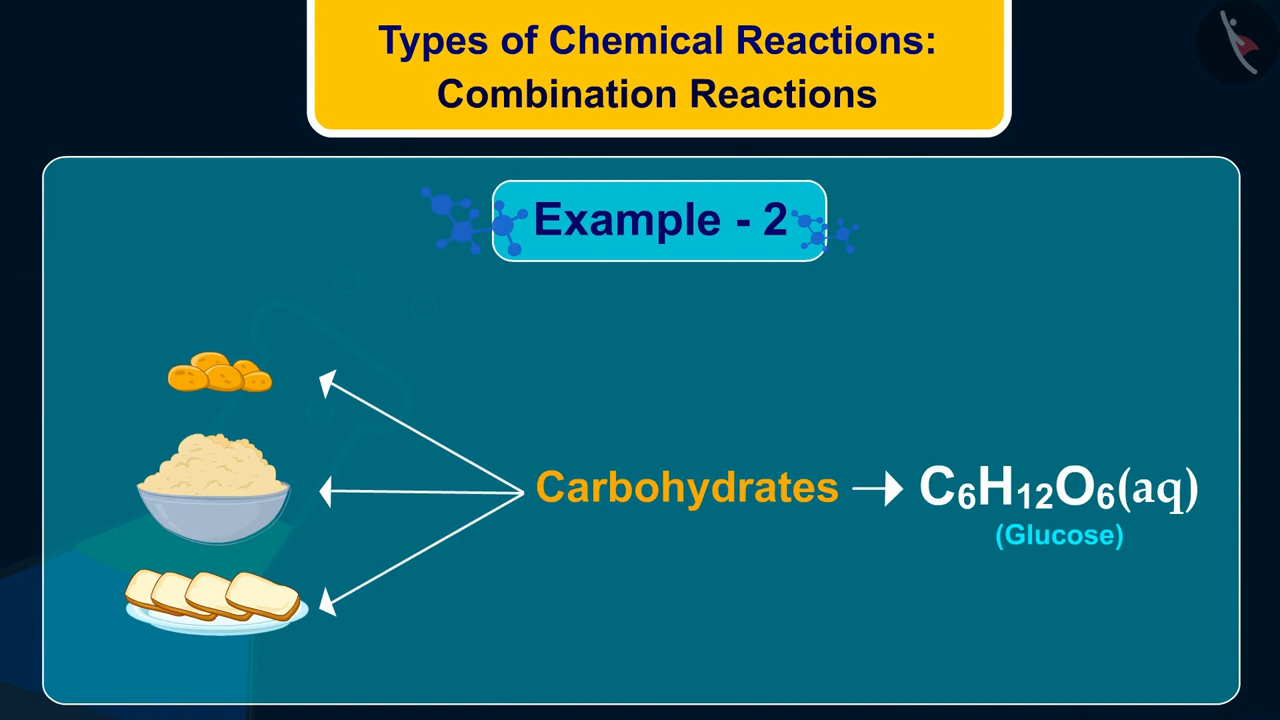 Types of Chemical Reactions:
Combination Reactions
Example - 2
Carbohydrates → C₆H₁₂O₆(aq)
(Glucose)